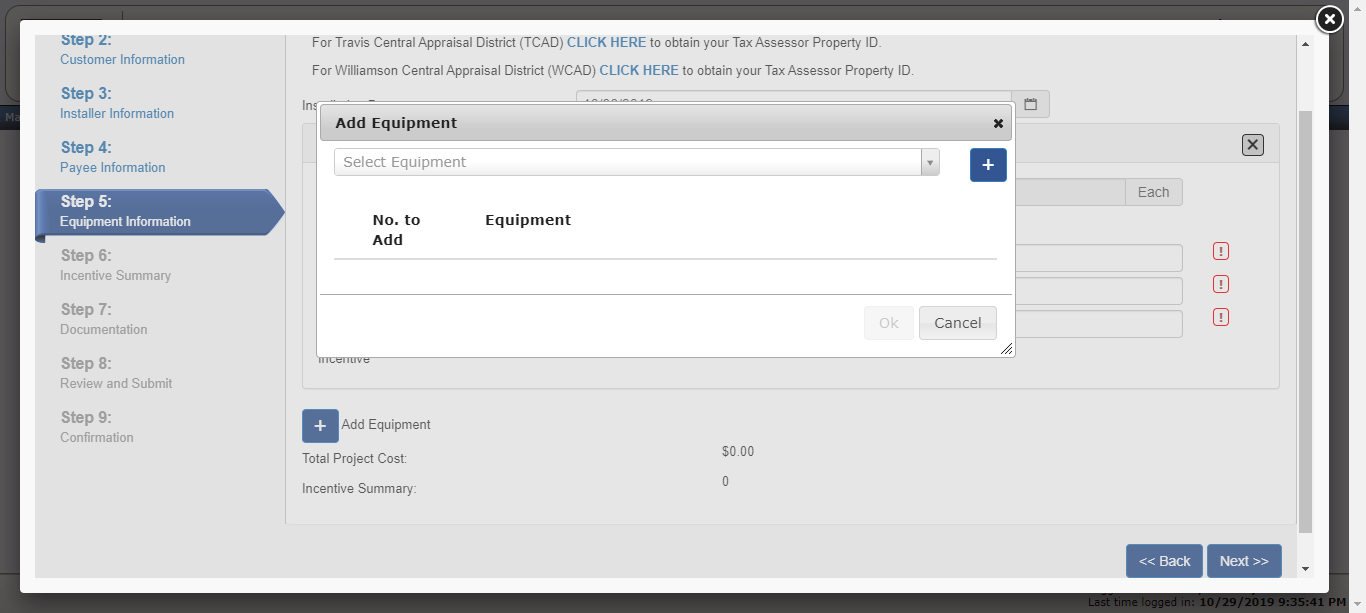 Step 2:
Customer Information
Step 3:
Installer Information
Step 4:
Payee Information
Step 5:
Equipment Information
Step 6:
Incentive Summary
Step 7:
Documentation
Step 8:
Review and Submit
Step 9:
Confirmation
For Travis Central Appraisal District (TCAD) CLICK HERE to obtain your Tax Assessor Property ID.
For Williamson Central Appraisal District (WCAD) CLICK HERE to obtain your Tax Assessor Property ID.
Add Equipment
Select Equipment
+
No. to Equipment
Add
Ok Cancel
Each
Incentive
+ Add Equipment
Total Project Cost: $0.00
Incentive Summary: 0
<< Back Next >>
Last time logged in: 10/29/2019 9:35:41 PM